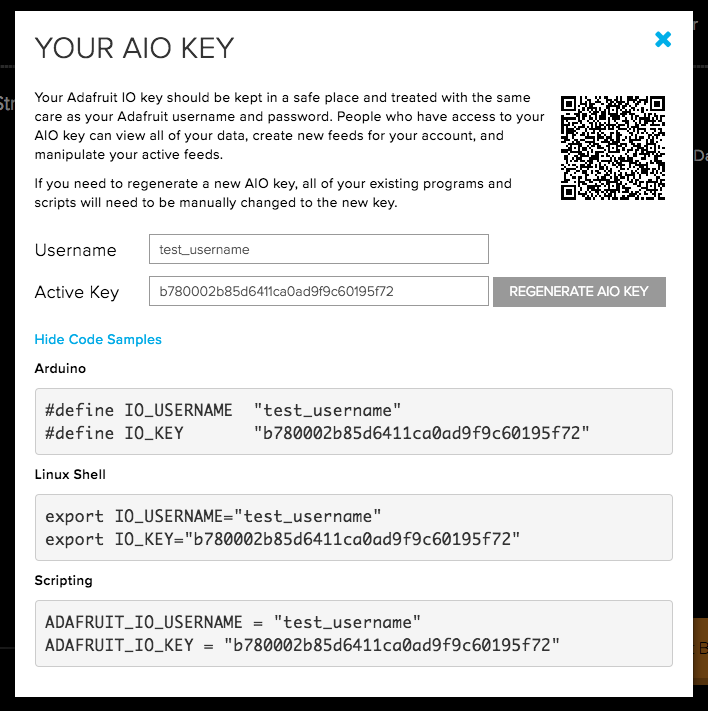 YOUR AIO KEY
Your Adafruit IO key should be kept in a safe place and treated with the same
care as your Adafruit username and password. People who have access to your
AIO key can view all of your data, create new feeds for your account, and
manipulate your active feeds.
If you need to regenerate a new AIO key, all of your existing programs and
scripts will need to be manually changed to the new key.
Username test_username
Active Key b780002b85d6411ca0ad9f9c60195f72 REGENERATE AIO KEY
Hide Code Samples
Arduino
#define IO_USERNAME "test_username"
#define IO_KEY "b780002b85d6411ca0ad9f9c60195f72"
Linux Shell
export IO_USERNAME="test_username"
export IO_KEY="b780002b85d6411ca0ad9f9c60195f72"
Scripting
ADAFRUIT_IO_USERNAME = "test_username"
ADAFRUIT_IO_KEY = "b780002b85d6411ca0ad9f9c60195f72"